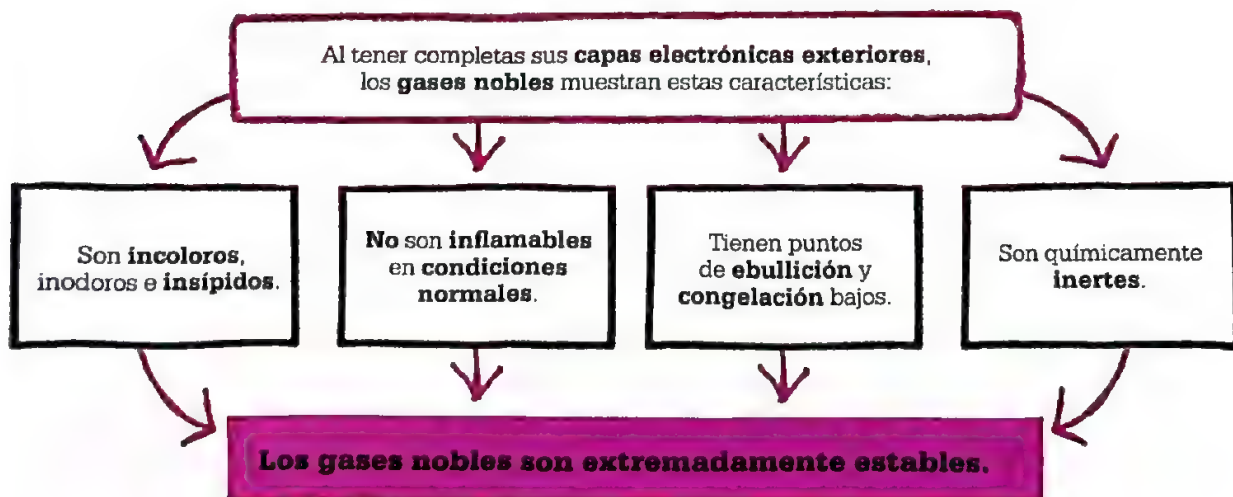 Al tener completas sus capas electrónicas exteriores,
los gases nobles muestran estas características:
Son incoloros,
inodoros e insípidos.
No son inflamables
en condiciones
normales.
Tienen puntos
de ebullición y
congelación bajos.
Son químicamente
inertes.
Los gases nobles son extremadamente estables.